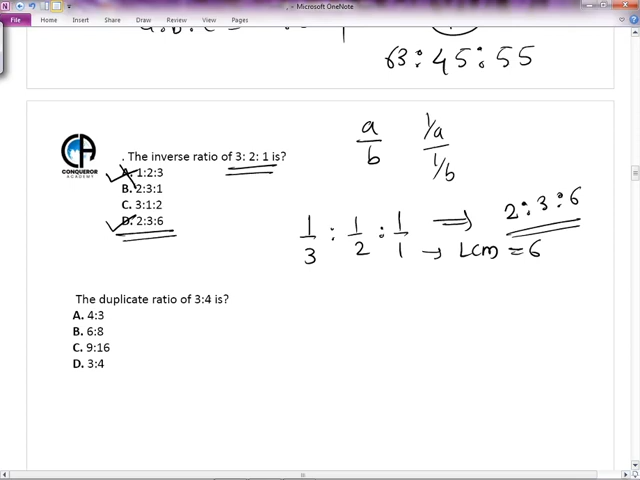 - Microsoft OneNote
File Home Insert Draw History Review View
63:45:55
CONQUEROR
ACADEMY
. The inverse ratio of 3: 2: 1 is?
A. 1:2:3
B. 2:3:1
C. 3:1:2
D. 2:3:6
a/b 1/a / 1/b
1/3 : 1/2 : 1/1 ⇒ 2:3:6
→ Lcm = 6
The duplicate ratio of 3:4 is?
A. 4:3
B. 6:8
C. 9:16
D. 3:4